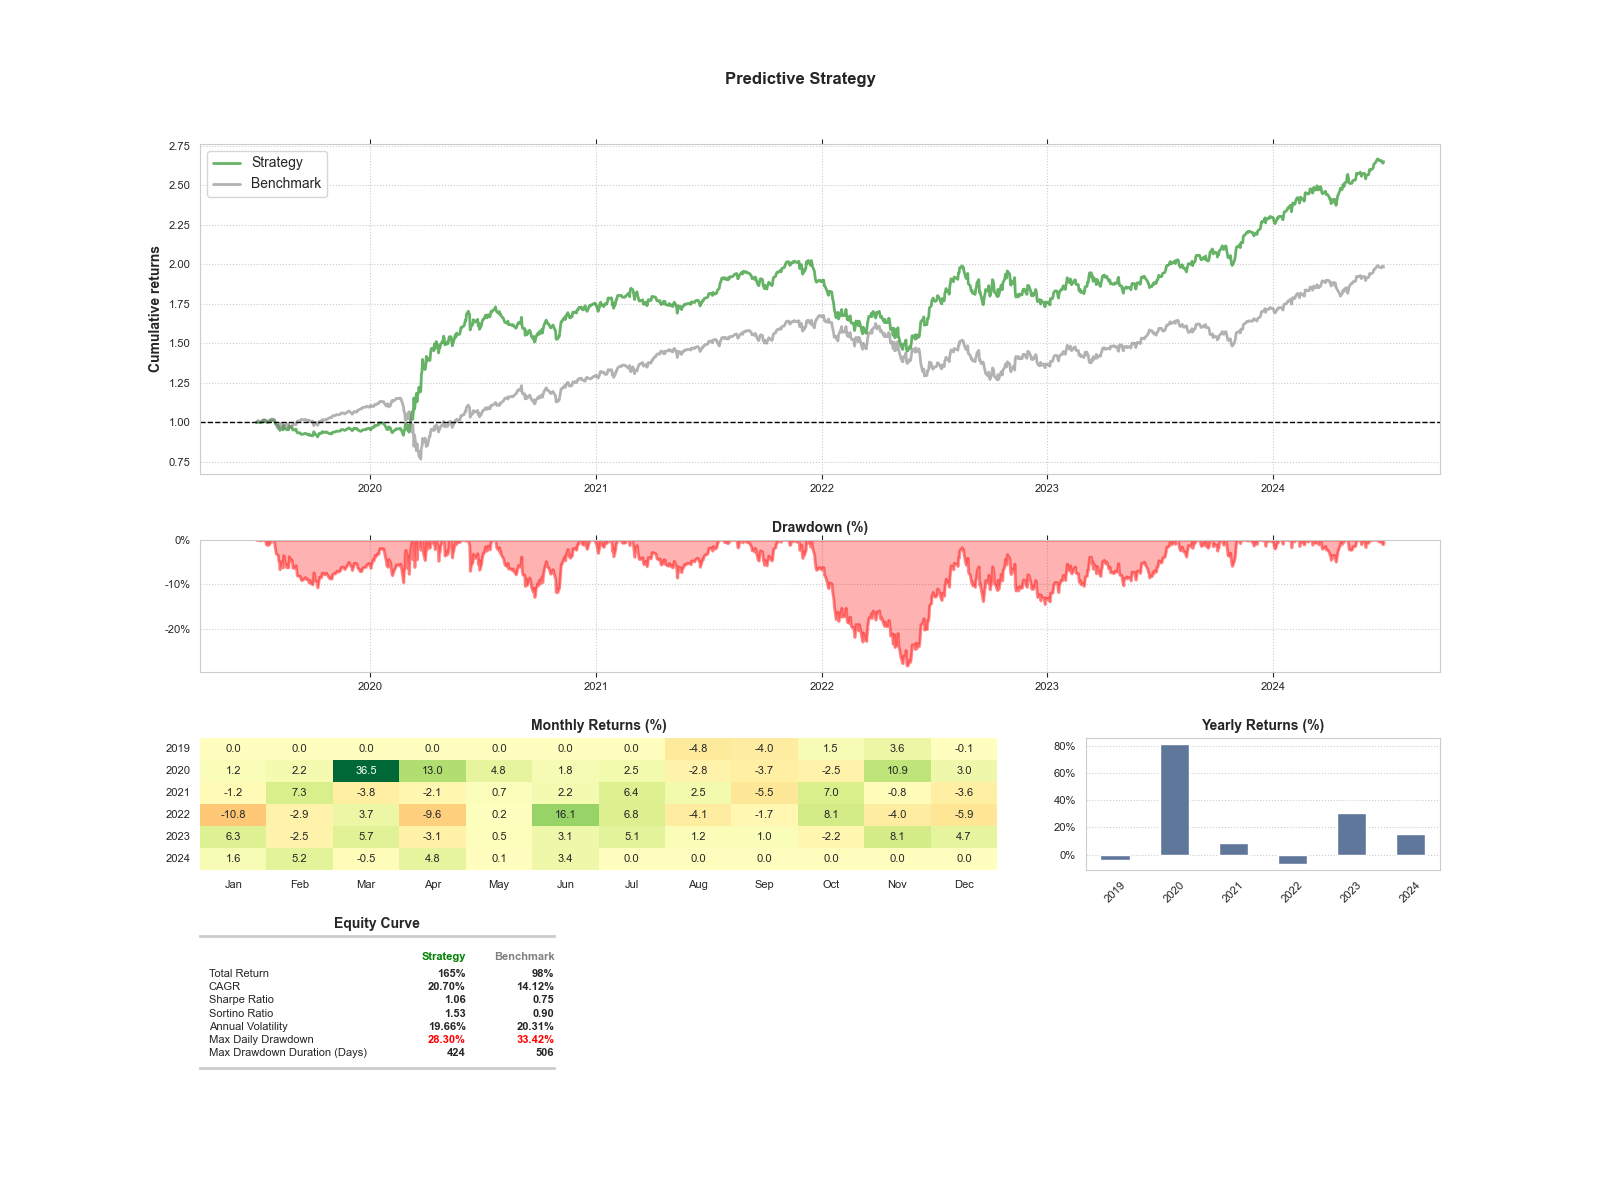 Predictive Strategy
Strategy
Benchmark
Cumulative returns
2.75
2.50
2.25
2.00
1.75
1.50
1.25
1.00
0.75
2020 2021 2022 2023 2024
Drawdown (%)
0%
-10%
-20%
2020 2021 2022 2023 2024
Monthly Returns (%)
2019 0.0 0.0 0.0 0.0 0.0 0.0 0.0 -4.8 -4.0 1.5 3.6 -0.1
2020 1.2 2.2 36.5 13.0 4.8 1.8 2.5 -2.8 -3.7 -2.5 10.9 3.0
2021 -1.2 7.3 -3.8 -2.1 0.7 2.2 6.4 2.5 -5.5 7.0 -0.8 -3.6
2022 -10.8 -2.9 3.7 -9.6 0.2 16.1 6.8 -4.1 -1.7 8.1 -4.0 -5.9
2023 6.3 -2.5 5.7 -3.1 0.5 3.1 5.1 1.2 1.0 -2.2 8.1 4.7
2024 1.6 5.2 -0.5 4.8 0.1 3.4 0.0 0.0 0.0 0.0 0.0 0.0
Jan Feb Mar Apr May Jun Jul Aug Sep Oct Nov Dec
Yearly Returns (%)
80%
60%
40%
20%
0%
2019 2020 2021 2022 2023 2024
Equity Curve
Strategy Benchmark
Total Return 165% 98%
CAGR 20.70% 14.12%
Sharpe Ratio 1.06 0.75
Sortino Ratio 1.53 0.90
Annual Volatility 19.66% 20.31%
Max Daily Drawdown 28.30% 33.42%
Max Drawdown Duration (Days) 424 506